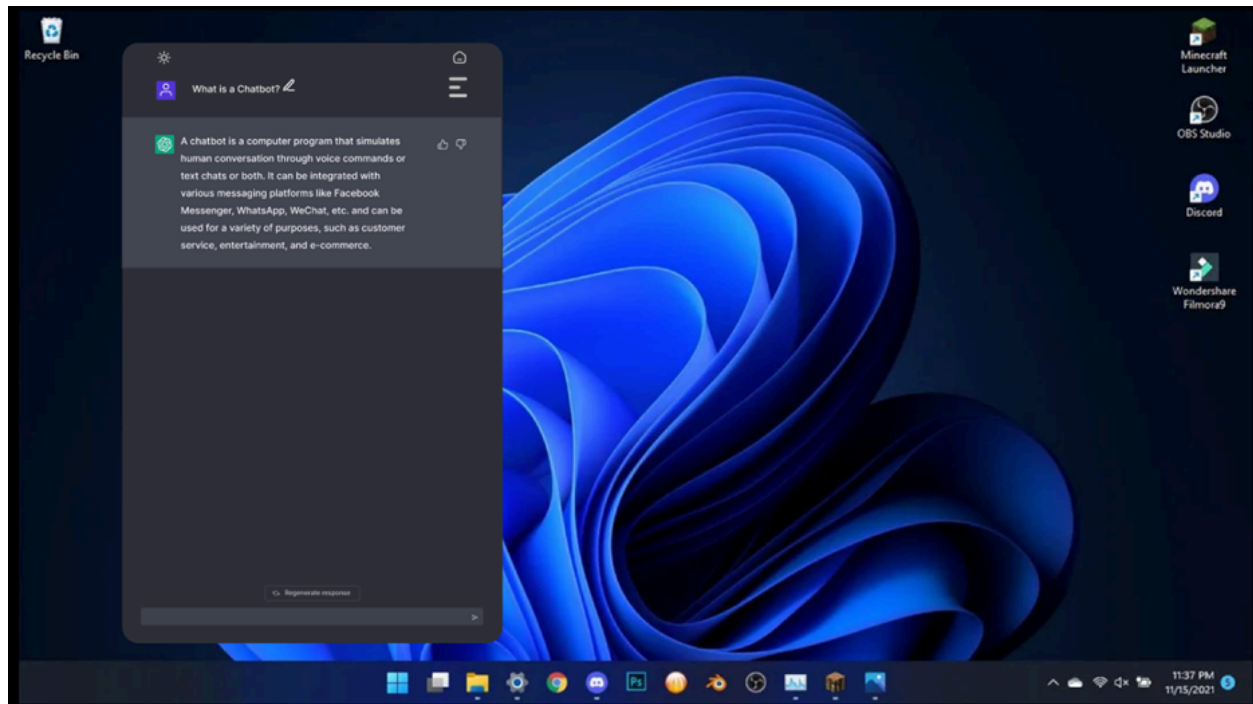 Recycle Bin
What is a Chatbot?
A chatbot is a computer program that simulates
human conversation through voice commands or
text chats or both. It can be integrated with
various messaging platforms like Facebook
Messenger, WhatsApp, WeChat, etc. and can be
used for a variety of purposes, such as customer
service, entertainment, and e-commerce.
Regenerate response
Minecraft
Launcher
OBS Studio
Discord
Wondershare
Filmora9
Ps
11:37 PM
11/15/2021
5